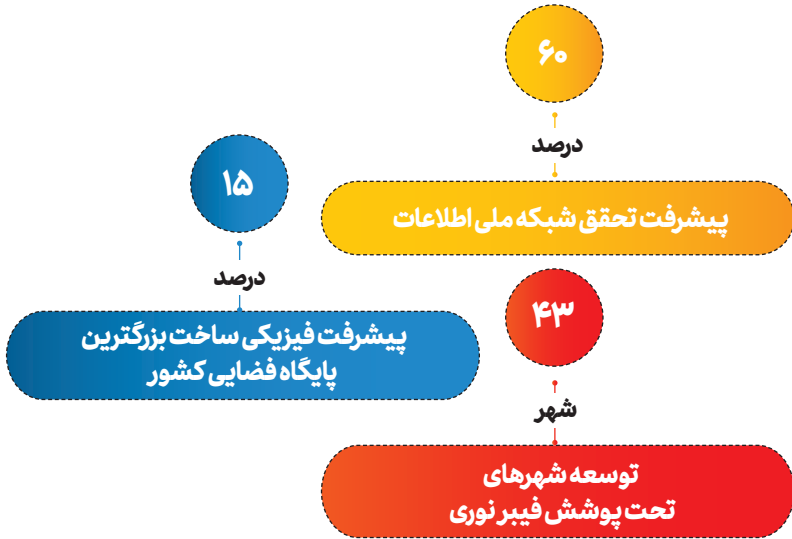 ۶۰
درصد
پیشرفت تحقق شبکه ملی اطلاعات
۱۵
درصد
پیشرفت فیزیکی ساخت بزرگترین
پایگاه فضایی کشور
۴۳
شهر
توسعه شهرهای
تحت پوشش فیبر نوری